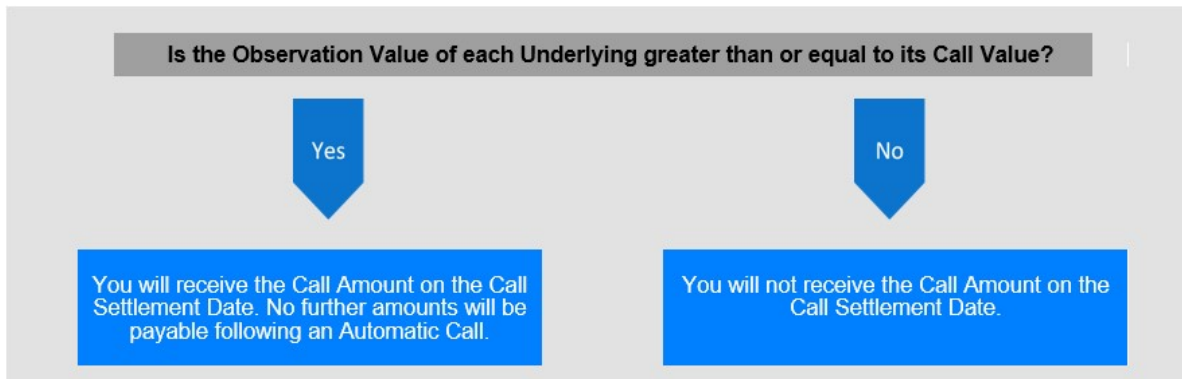 Is the Observation Value of each Underlying greater than or equal to its Call Value?
Yes
No
You will receive the Call Amount on the Call
Settlement Date. No further amounts will be
payable following an Automatic Call.
You will not receive the Call Amount on the
Call Settlement Date.